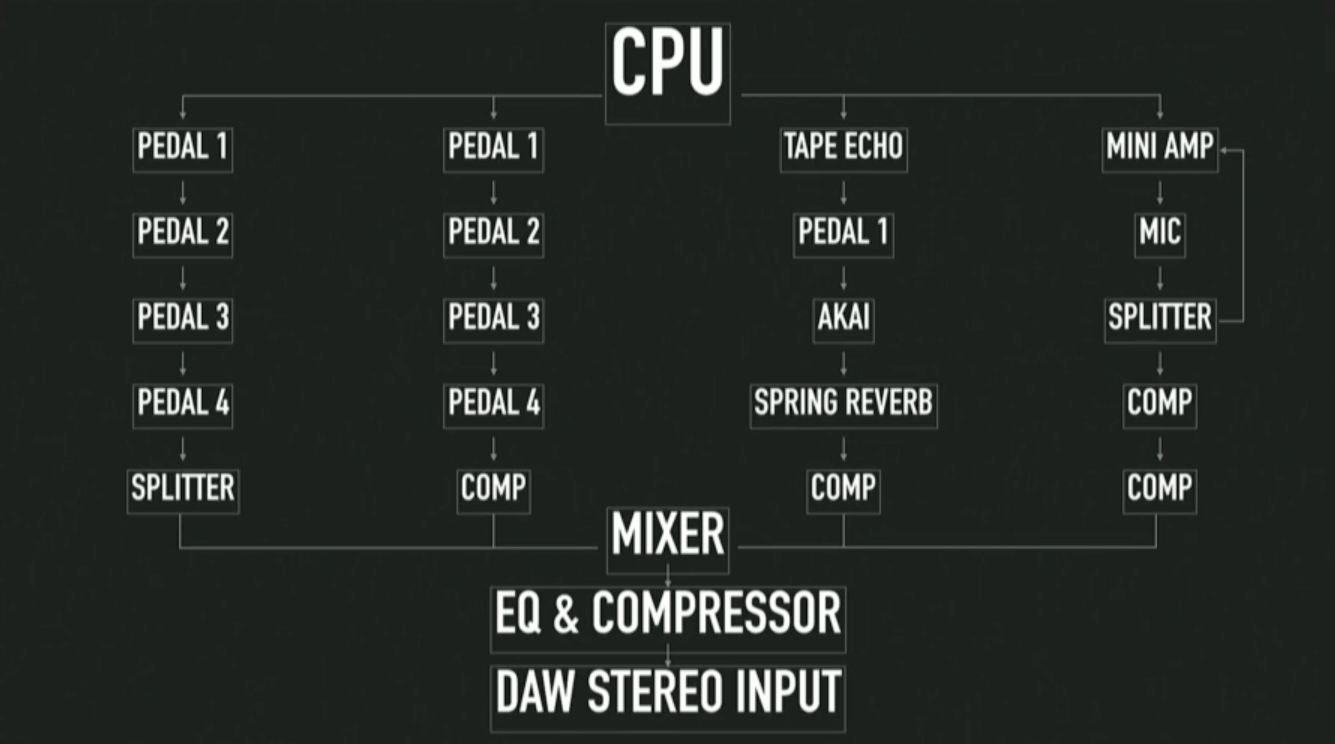 CPU
PEDAL 1
PEDAL 1
TAPE ECHO
MINI AMP
PEDAL 2
PEDAL 2
PEDAL 1
MIC
PEDAL 3
PEDAL 3
AKAI
SPLITTER
PEDAL 4
PEDAL 4
SPRING REVERB
COMP
SPLITTER
COMP
COMP
COMP
MIXER
EQ & COMPRESSOR
DAW STEREO INPUT